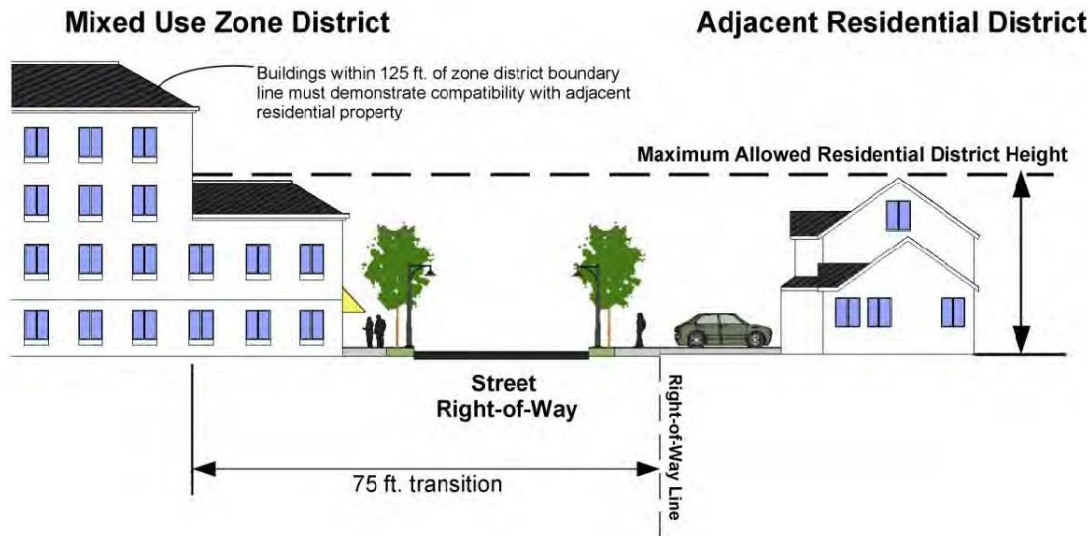 Mixed Use Zone District
Adjacent Residential District
Buildings within 125 ft. of zone district boundary
line must demonstrate compatibility with adjacent
residential property
Maximum Allowed Residential District Height
Street
Right-of-Way
Right-of-Way Line
75 ft. transition